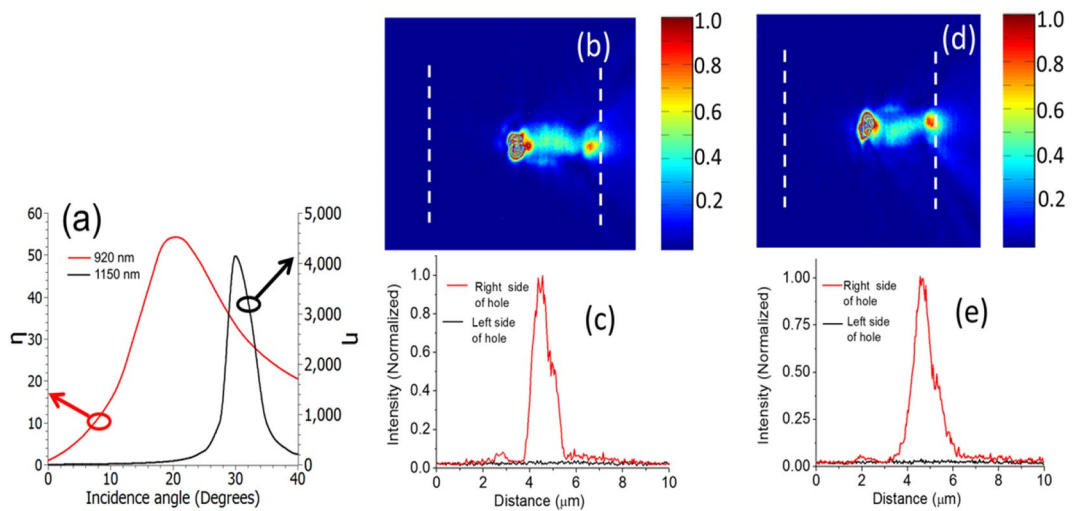 (a)
60
50
40
30
20
10
0
η
5,000
4,000
3,000
2,000
1,000
0
η
920 nm
1150 nm
0 10 20 30 40
Incidence angle (Degrees)
(b)
1.0
0.8
0.6
0.4
0.2
(d)
1.0
0.8
0.6
0.4
0.2
Intensity (Normalized)
1.0
0.8
0.6
0.4
0.2
0.0
Right side
of hole
Left side
of hole
(c)
0 2 4 6 8 10
Distance (μm)
Intensity (Normalized)
1.00
0.75
0.50
0.25
0.00
Right side
of hole
Left side
of hole
(e)
0 2 4 6 8 10
Distance (μm)